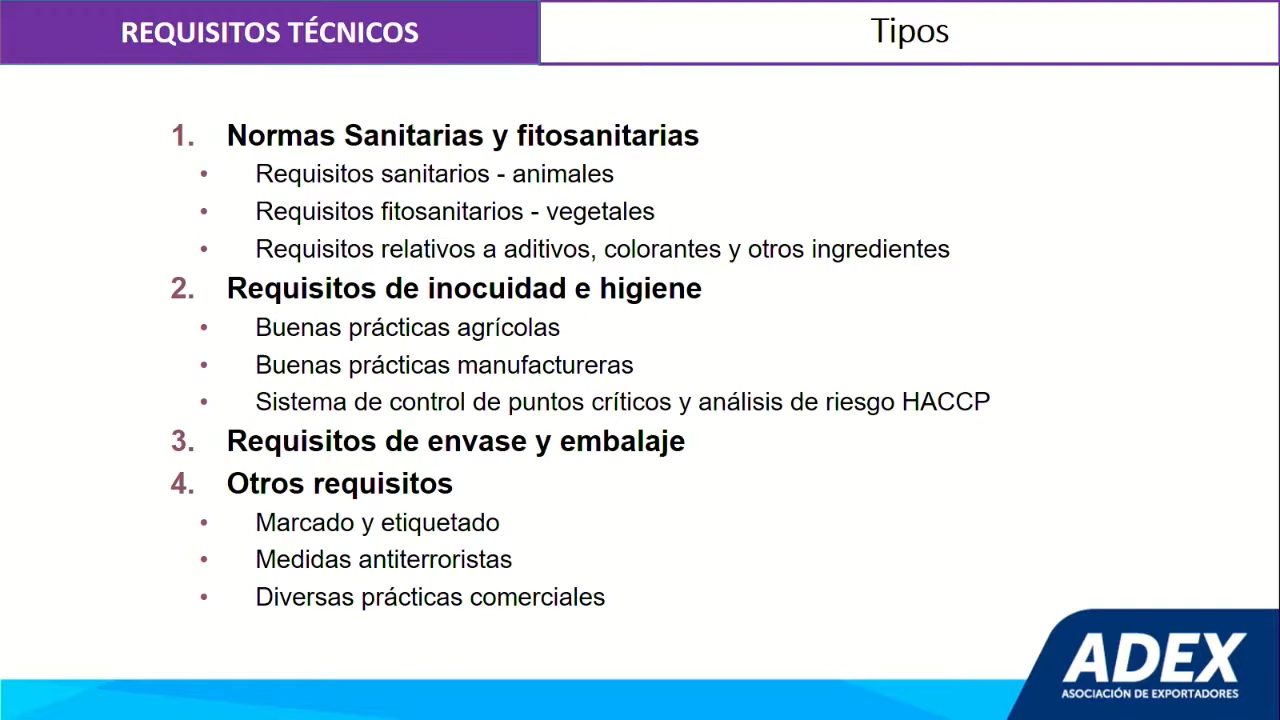 REQUISITOS TÉCNICOS
Tipos
1. Normas Sanitarias y fitosanitarias
• Requisitos sanitarios - animales
• Requisitos fitosanitarios - vegetales
• Requisitos relativos a aditivos, colorantes y otros ingredientes
2. Requisitos de inocuidad e higiene
• Buenas prácticas agrícolas
• Buenas prácticas manufactureras
• Sistema de control de puntos críticos y análisis de riesgo HACCP
3. Requisitos de envase y embalaje
4. Otros requisitos
• Marcado y etiquetado
• Medidas antiterroristas
• Diversas prácticas comerciales
ADEX
ASOCIACIÓN DE EXPORTADORES